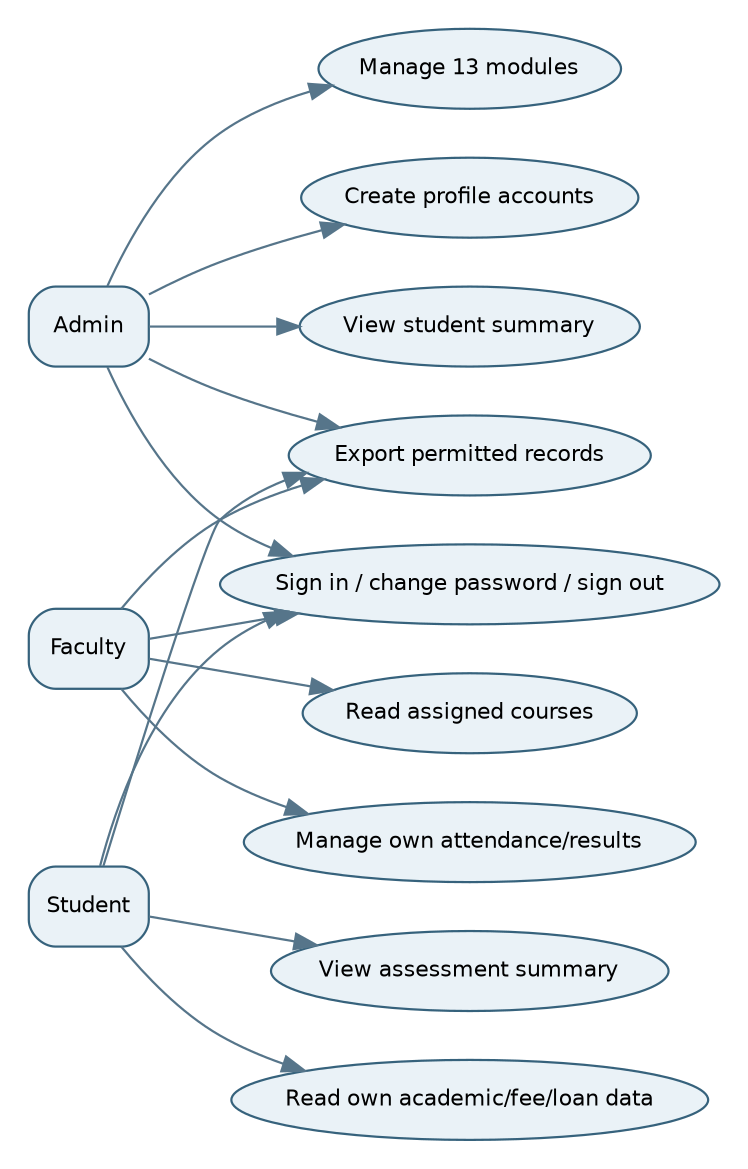 Manage 13 modules
Create profile accounts
Admin
View student summary
Export permitted records
Sign in / change password / sign out
Faculty
Read assigned courses
Manage own attendance/results
Student
View assessment summary
Read own academic/fee/loan data